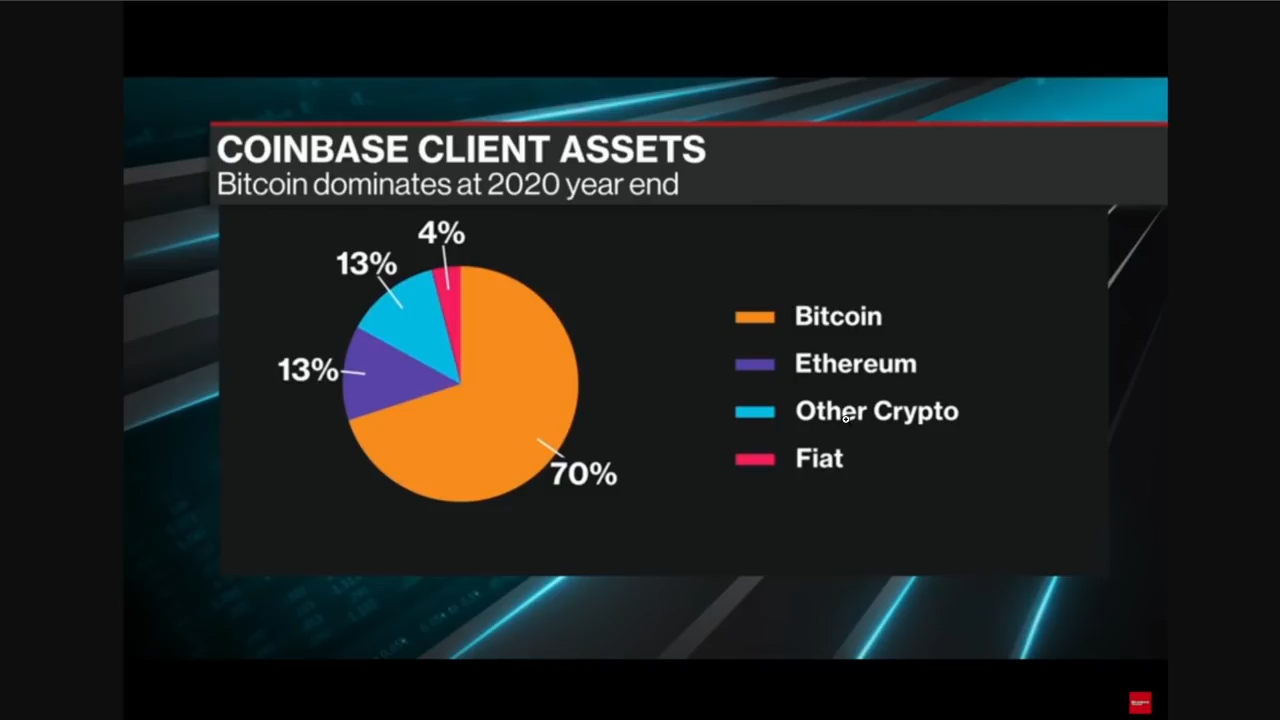 COINBASE CLIENT ASSETS
Bitcoin dominates at 2020 year end
4%
13%
13%
70%
Bitcoin
Ethereum
Other Crypto
Fiat